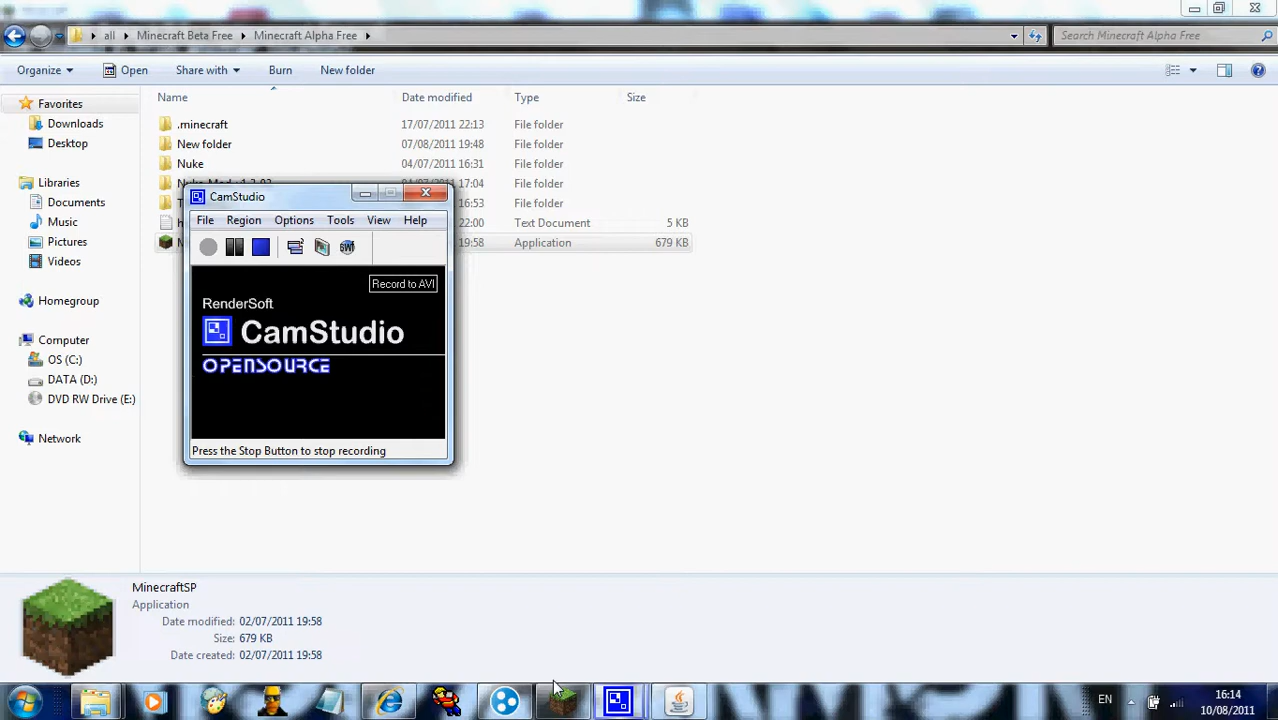 all Minecraft Beta Free Minecraft Alpha Free Search Minecraft Alpha Free
Organize Open Share with Burn New folder
Name Date modified Type Size
Favorites
Downloads
Desktop
Libraries
Documents
Music
Pictures
Videos
Homegroup
Computer
OS (C:)
DATA (D:)
DVD RW Drive (E:)
Network
.minecraft 17/07/2011 22:13 File folder
New folder 07/08/2011 19:48 File folder
Nuke 04/07/2011 16:31 File folder
17:04 File folder
16:53 File folder
22:00 Text Document 5 KB
19:58 Application 679 KB
CamStudio
File Region Options Tools View Help
Record to AVI
RenderSoft
CamStudio
OPENSOURCE
Press the Stop Button to stop recording
MinecraftSP
Application
Date modified: 02/07/2011 19:58
Size: 679 KB
Date created: 02/07/2011 19:58
EN
16:14
10/08/2011